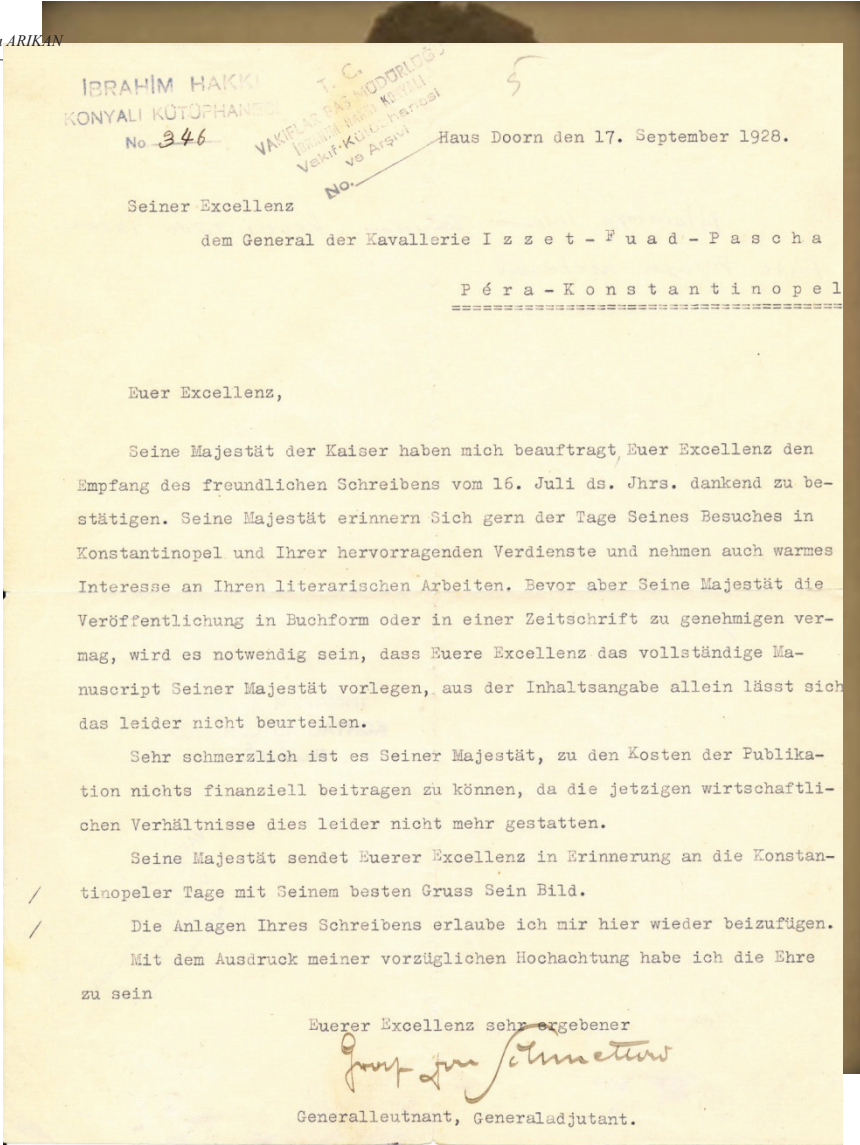 ARIKAN
İBRAHİM HAKKI
KONYALI KÜTÜPHANESİ
No 346
T. C.
VAKIFLAR BAŞ MÜDÜRLÜĞÜ
İBRAHİM HAKKI KONYALI
Vakıf-Kütüphanesi
ve Arşivi
No.
5
Haus Doorn den 17. September 1928.
Seiner Excellenz
dem General der Kavallerie I z z e t - F u a d - P a s c h a
P é r a - K o n s t a n t i n o p e l
Euer Excellenz,
Seine Majestät der Kaiser haben mich beauftragt, Euer Excellenz den
Empfang des freundlichen Schreibens vom 16. Juli ds. Jhrs. dankend zu be-
stätigen. Seine Majestät erinnern Sich gern der Tage Seines Besuches in
Konstantinopel und Ihrer hervorragenden Verdienste und nehmen auch warmes
Interesse an Ihren literarischen Arbeiten. Bevor aber Seine Majestät die
Veröffentlichung in Buchform oder in einer Zeitschrift zu genehmigen ver-
mag, wird es notwendig sein, dass Euere Excellenz das vollständige Ma-
nuscript Seiner Majestät vorlegen, aus der Inhaltsangabe allein lässt sich
das leider nicht beurteilen.
Sehr schmerzlich ist es Seiner Majestät, zu den Kosten der Publika-
tion nichts finanziell beitragen zu können, da die jetzigen wirtschaftli-
chen Verhältnisse dies leider nicht mehr gestatten.
Seine Majestät sendet Euerer Excellenz in Erinnerung an die Konstan-
/ tinopeler Tage mit Seinem besten Gruss Sein Bild.
/ Die Anlagen Ihres Schreibens erlaube ich mir hier wieder beizufügen.
Mit dem Ausdruck meiner vorzüglichen Hochachtung habe ich die Ehre
zu sein
Euerer Excellenz sehr ergebener
Graf von Schmettow
Generalleutnant, Generaladjutant.